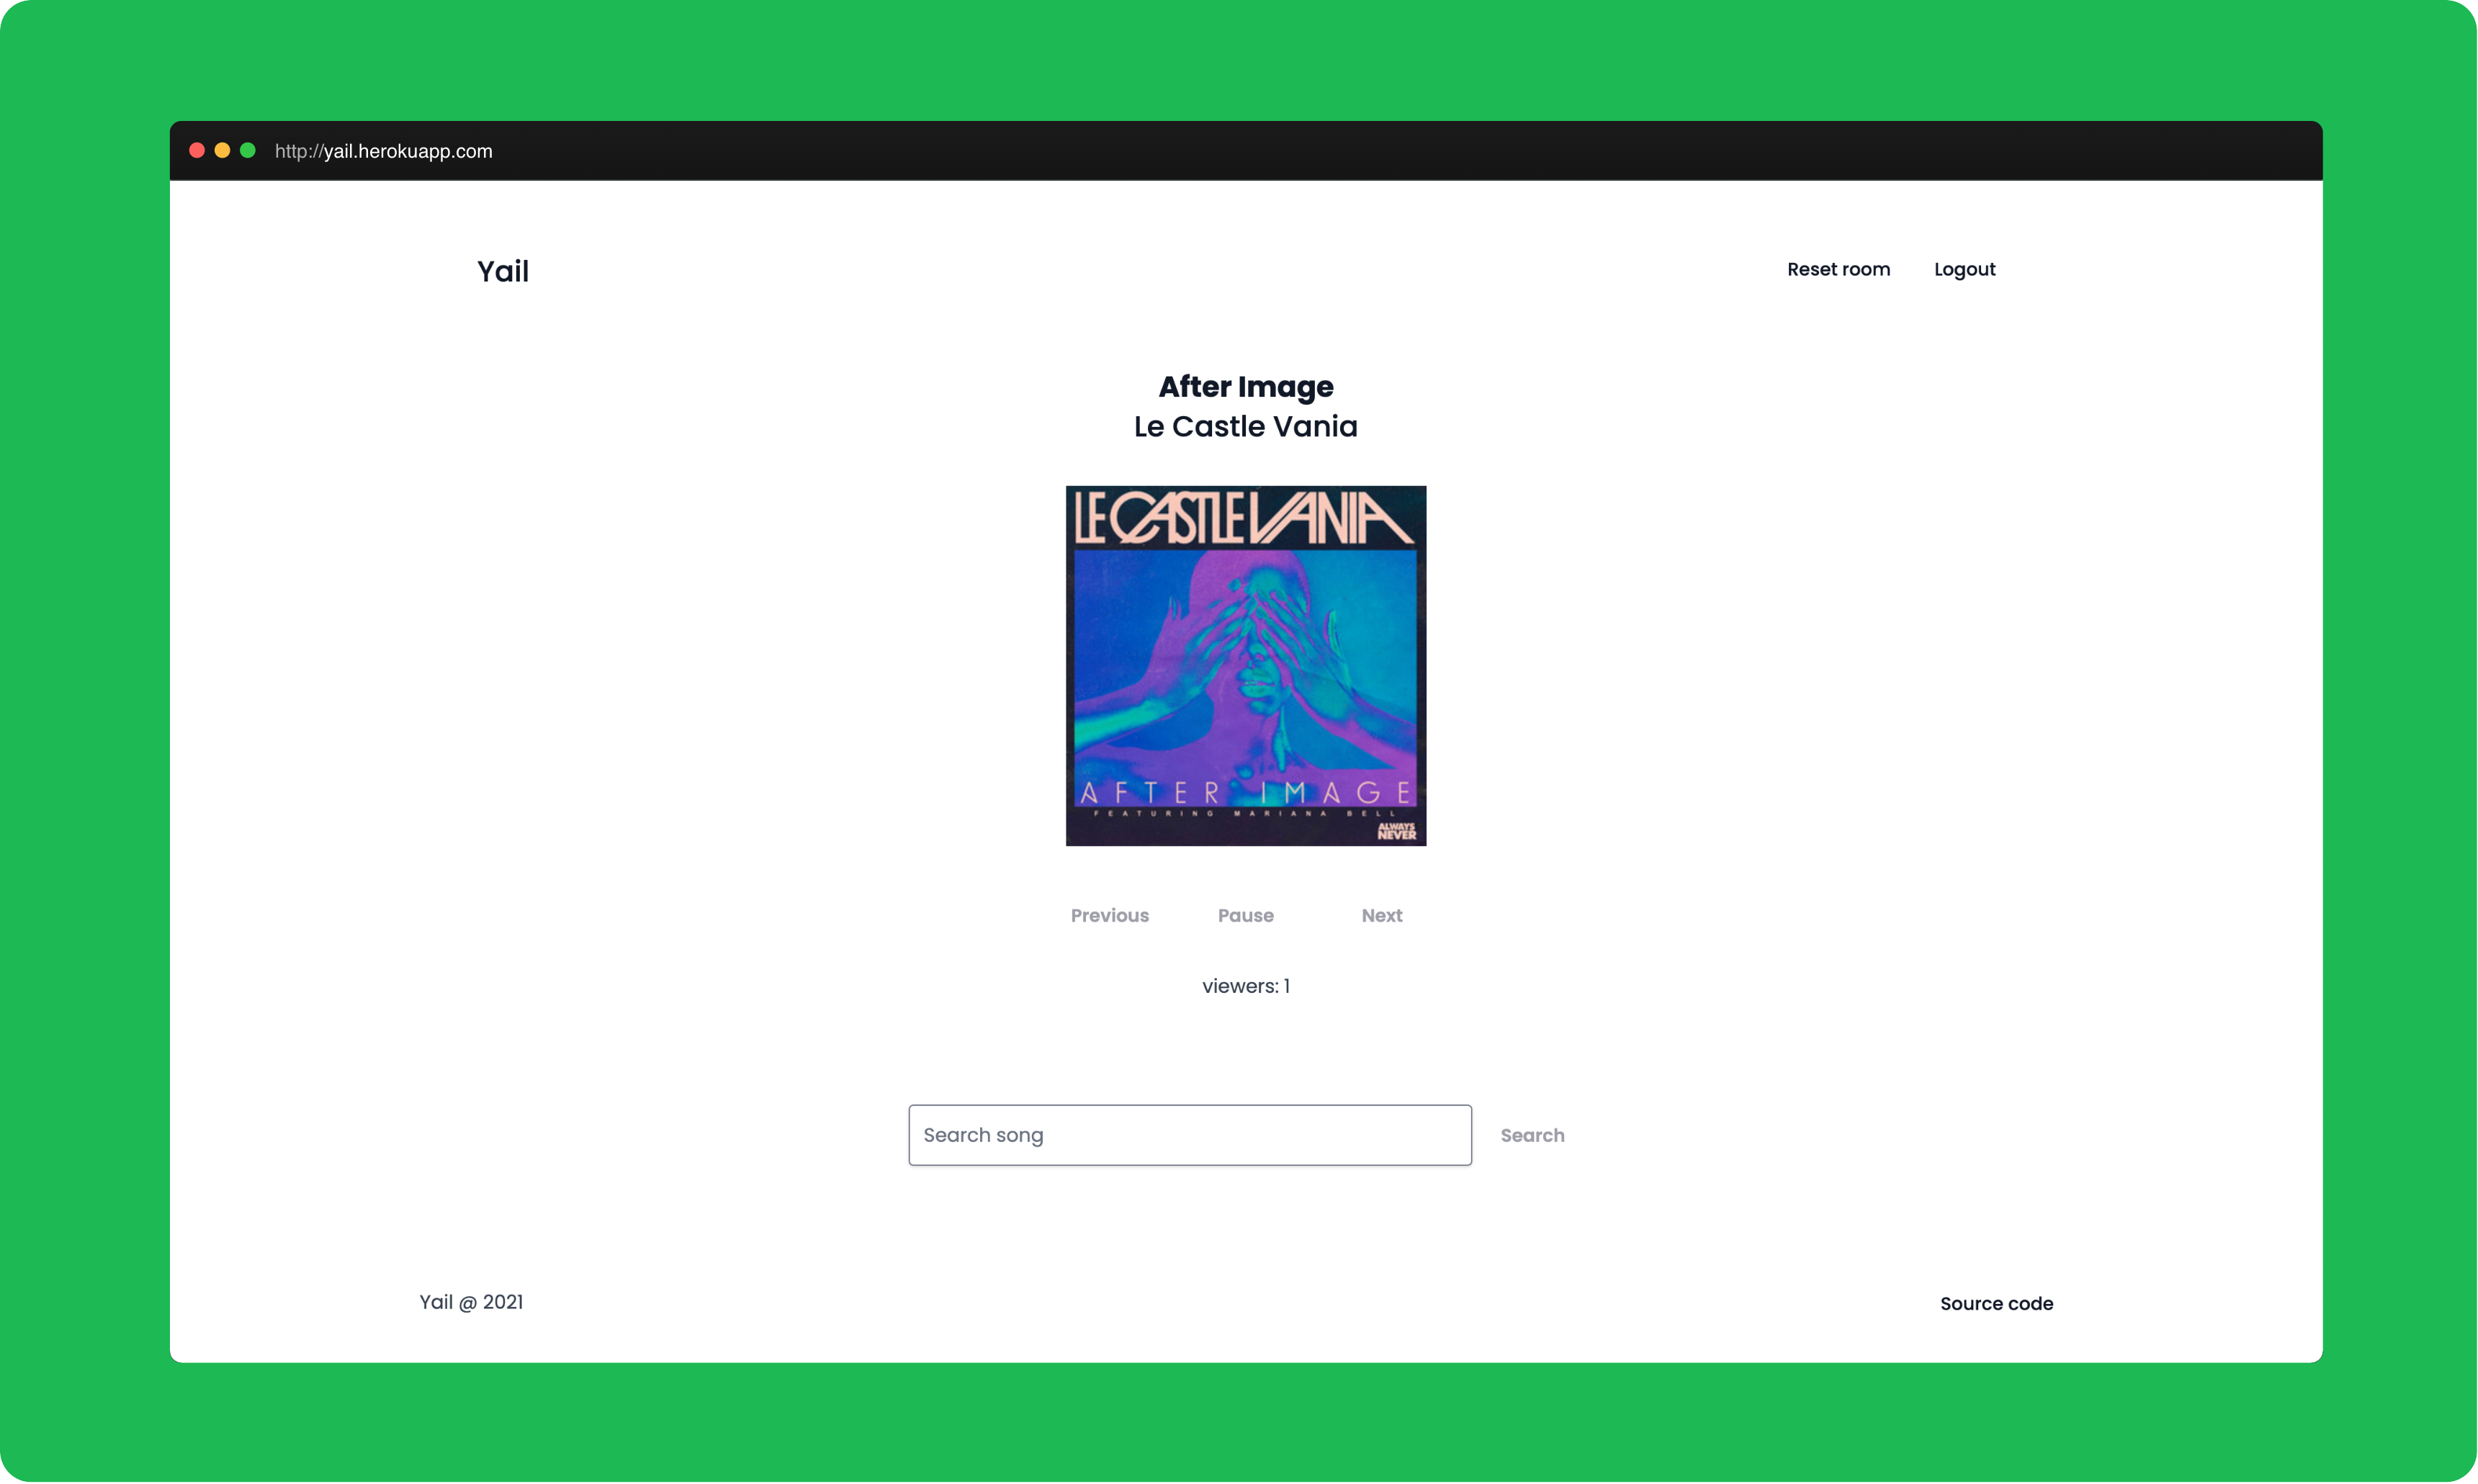 http://yail.herokuapp.com
Yail
Reset room
Logout
After Image
Le Castle Vania
LE CASTLE VANIA
AFTER IMAGE
FEATURING MARIANA BELL
ALWAYS
NEVER
Previous
Pause
Next
viewers: 1
Search song
Search
Yail @ 2021
Source code